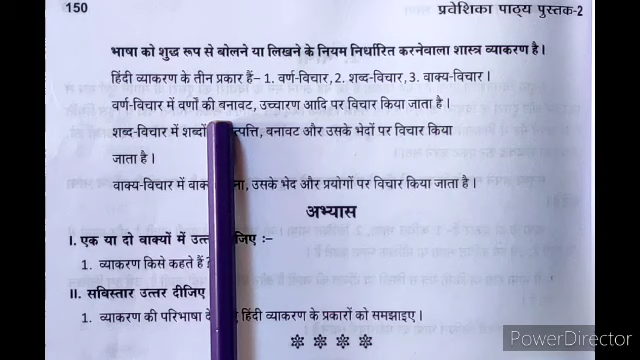 150
प्रवेशिका पाठ्य पुस्तक-2
भाषा को शुद्ध रूप से बोलने या लिखने के नियम निर्धारित करनेवाला शास्त्र व्याकरण है।
हिंदी व्याकरण के तीन प्रकार हैं– 1. वर्ण-विचार, 2. शब्द-विचार, 3. वाक्य-विचार।
वर्ण-विचार में वर्णों की बनावट, उच्चारण आदि पर विचार किया जाता है।
शब्द-विचार में शब्दों बनावट और उसके भेदों पर विचार किया
जाता है।
वाक्य-विचार में उसके भेद और प्रयोगों पर विचार किया जाता है।
अभ्यास
I. एक या दो वाक्यों में :-
1. व्याकरण किसे कहते हैं
II. सविस्तार उत्तर दीजिए
1. व्याकरण की परिभाषा हिंदी व्याकरण के प्रकारों को समझाइए।
PowerDirector